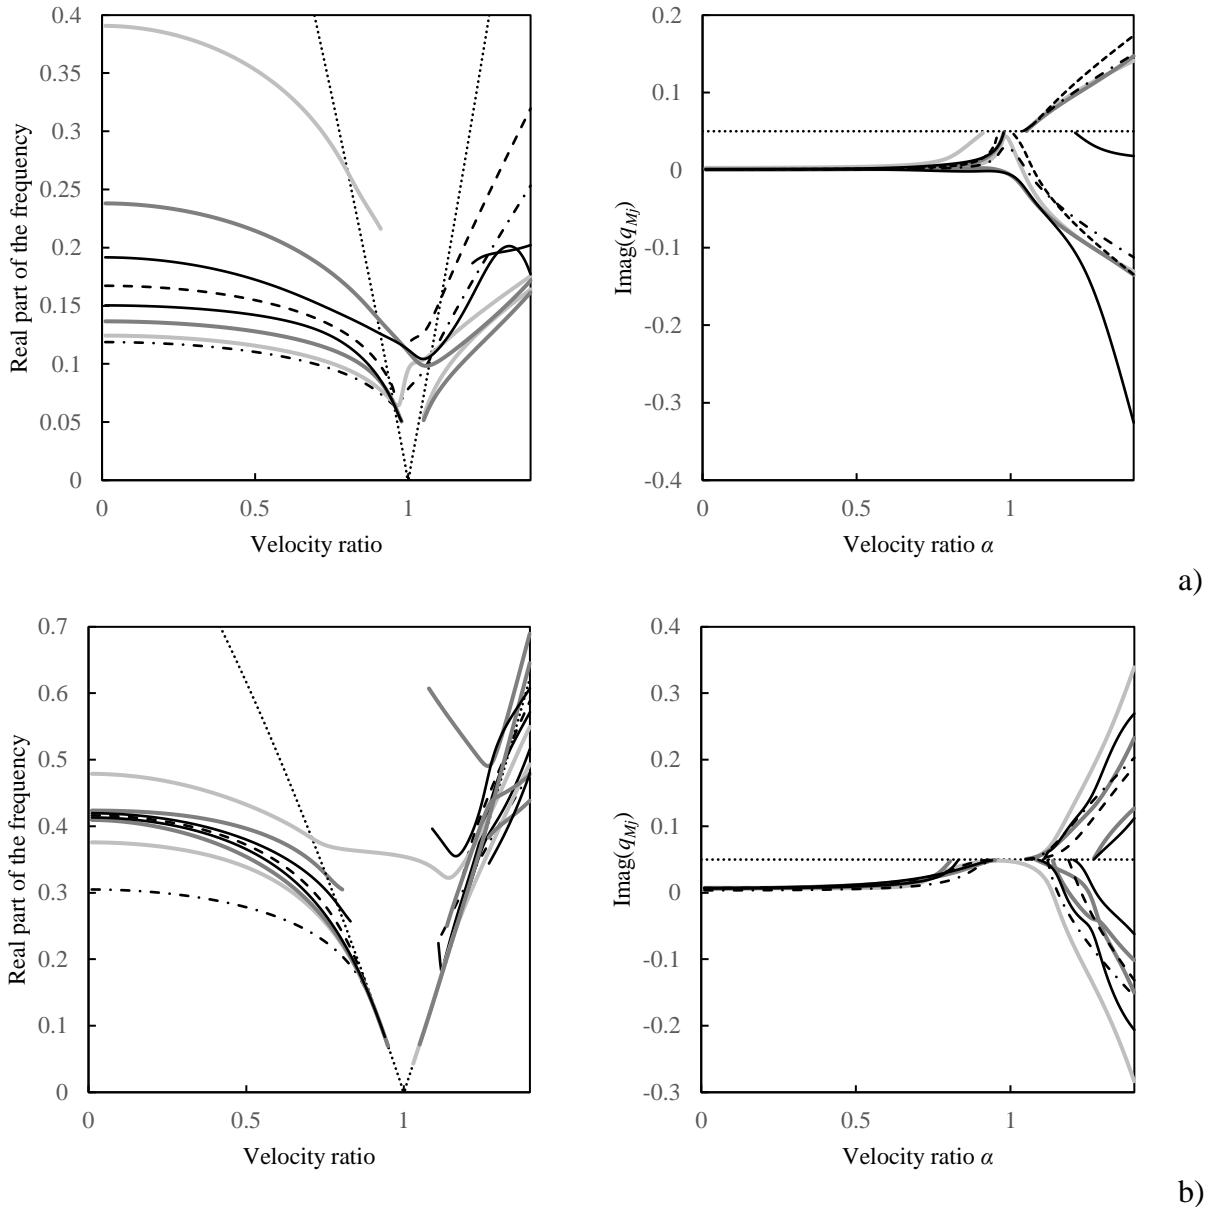 0.4
0.35
0.3
0.25
0.2
0.15
0.1
0.05
0
Real part of the frequency
0 0.5 1
Velocity ratio
0.2
0.1
0
-0.1
-0.2
-0.3
-0.4
Imag(qMj)
0 0.5 1
Velocity ratio α
a)
0.7
0.6
0.5
0.4
0.3
0.2
0.1
0
Real part of the frequency
0 0.5 1
Velocity ratio
0.4
0.3
0.2
0.1
0
-0.1
-0.2
-0.3
Imag(qMj)
0 0.5 1
Velocity ratio α
b)